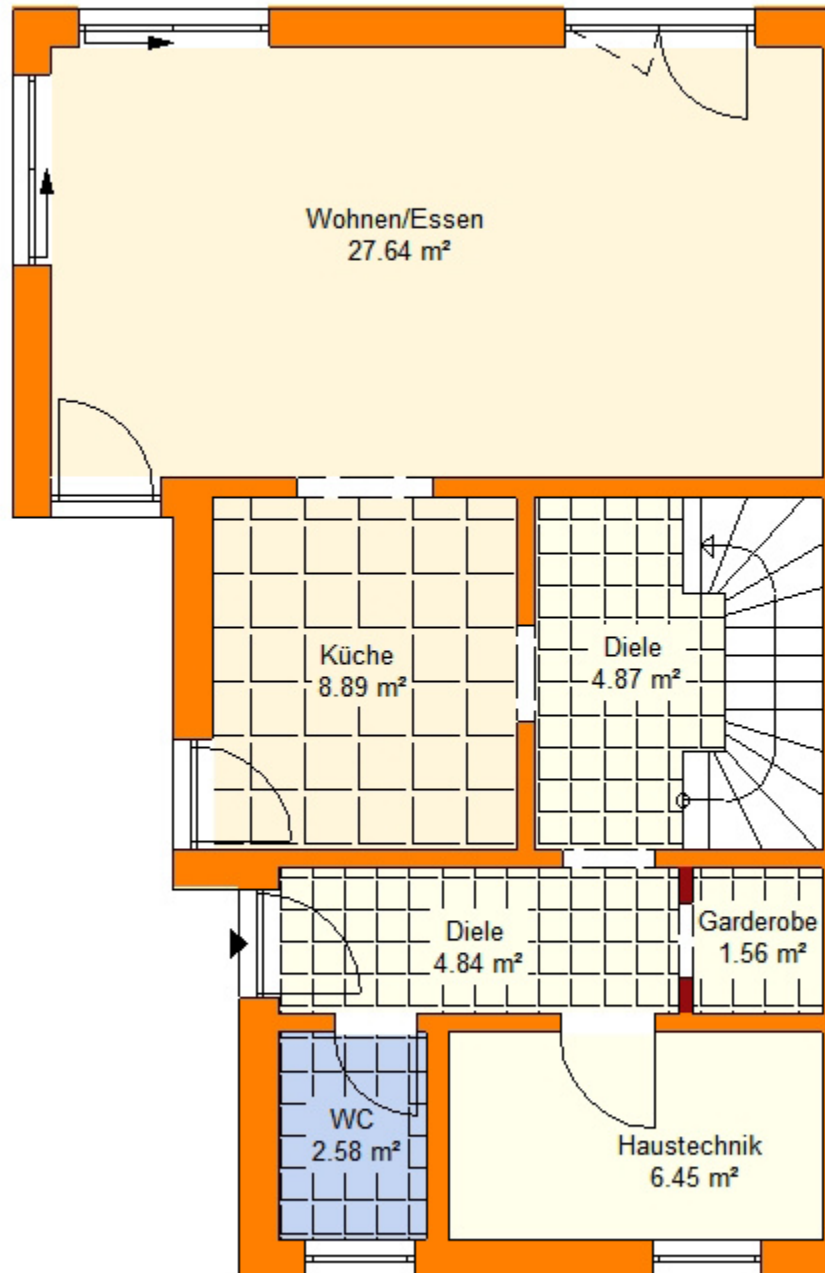 Wohnen/Essen
27.64 m²
Küche
8.89 m²
Diele
4.87 m²
Diele
4.84 m²
Garderobe
1.56 m²
WC
2.58 m²
Haustechnik
6.45 m²